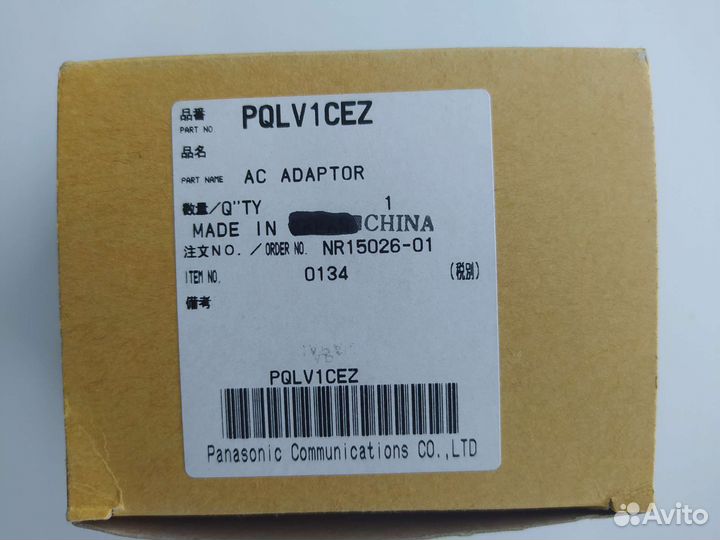 品番
PART NO PQLV1CEZ
品名
PART NAME AC ADAPTOR
数量/Q''TY 1
MADE IN CHINA
注文NO./ORDER NO. NR15026-01
ITEM NO. 0134 (税別)
備考
PQLV1CEZ
Panasonic Communications CO.,LTD
Avito